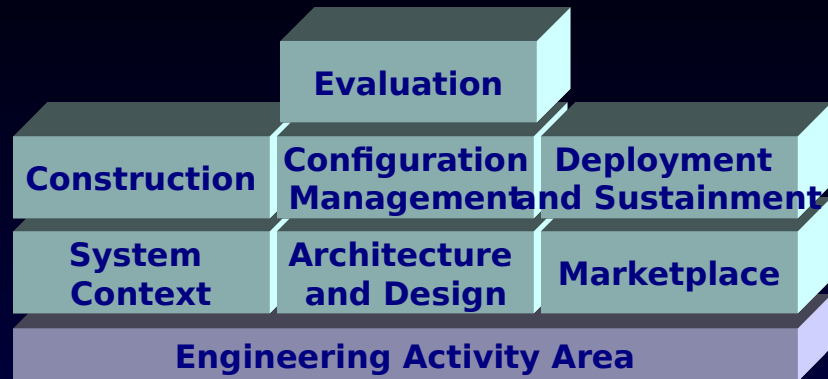 Evaluation
Construction
Configuration
Management
Deployment
and Sustainment
System
Context
Architecture
and Design
Marketplace
Engineering Activity Area